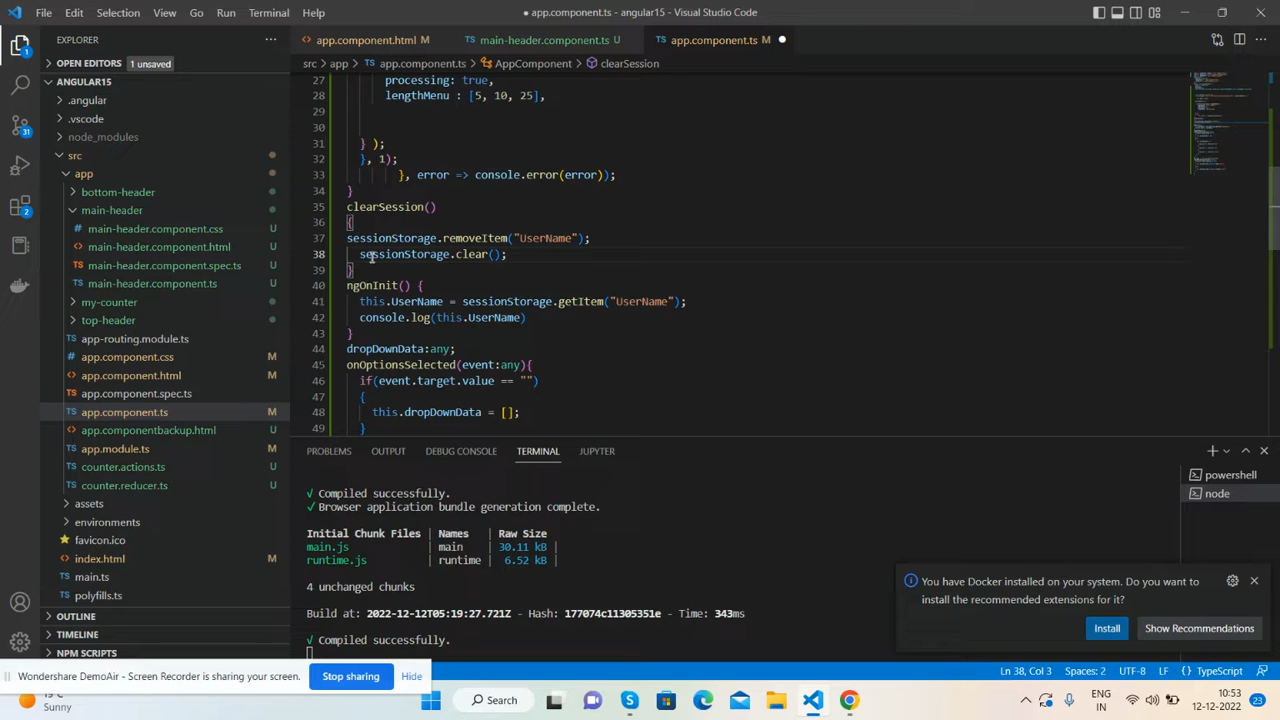 File Edit Selection View Go Run Terminal Help
● app.component.ts - angular15 - Visual Studio Code
EXPLORER
OPEN EDITORS 1 unsaved
ANGULAR15
.angular
.vscode
node_modules
src
app
bottom-header U
main-header
main-header.component.css U
main-header.component.html U
main-header.component.spec.ts U
main-header.component.ts U
my-counter
top-header
app-routing.module.ts
app.component.css M
app.component.html M
app.component.spec.ts
app.component.ts M
app.componentbackup.html U
app.module.ts M
counter.actions.ts U
counter.reducer.ts U
assets
environments
favicon.ico
index.html M
main.ts
polyfills.ts
OUTLINE
TIMELINE
NPM SCRIPTS
1
31
2
app.component.html M
main-header.component.ts U
app.component.ts M
src > app > app.component.ts > AppComponent > clearSession
27 processing: true,
28 lengthMenu : [5, 10, 25],
29
30
31 } );
32 }, 1);
33 }, error => console.error(error));
34 }
35 clearSession()
36 {
37 sessionStorage.removeItem("UserName");
38 sessionStorage.clear();
39 }
40 ngOnInit() {
41 this.UserName = sessionStorage.getItem("UserName");
42 console.log(this.UserName)
43 }
44 dropDownData:any;
45 onOptionsSelected(event:any){
46 if(event.target.value == "")
47 {
48 this.dropDownData = [];
49 }
PROBLEMS OUTPUT DEBUG CONSOLE TERMINAL JUPYTER
√ Compiled successfully.
√ Browser application bundle generation complete.
Initial Chunk Files | Names | Raw Size
main.js | main | 30.11 kB |
runtime.js | runtime | 6.52 kB |
4 unchanged chunks
Build at: 2022-12-12T05:19:27.721Z - Hash: 177074c11305351e - Time: 343ms
√ Compiled successfully.
powershell
node
You have Docker installed on your system. Do you want to
install the recommended extensions for it?
Install Show Recommendations
Ln 38, Col 3 Spaces: 2 UTF-8 LF {} TypeScript
Wondershare DemoAir - Screen Recorder is sharing your screen. Stop sharing Hide
Sunny
Search
ENG
IN
10:53
12-12-2022
23